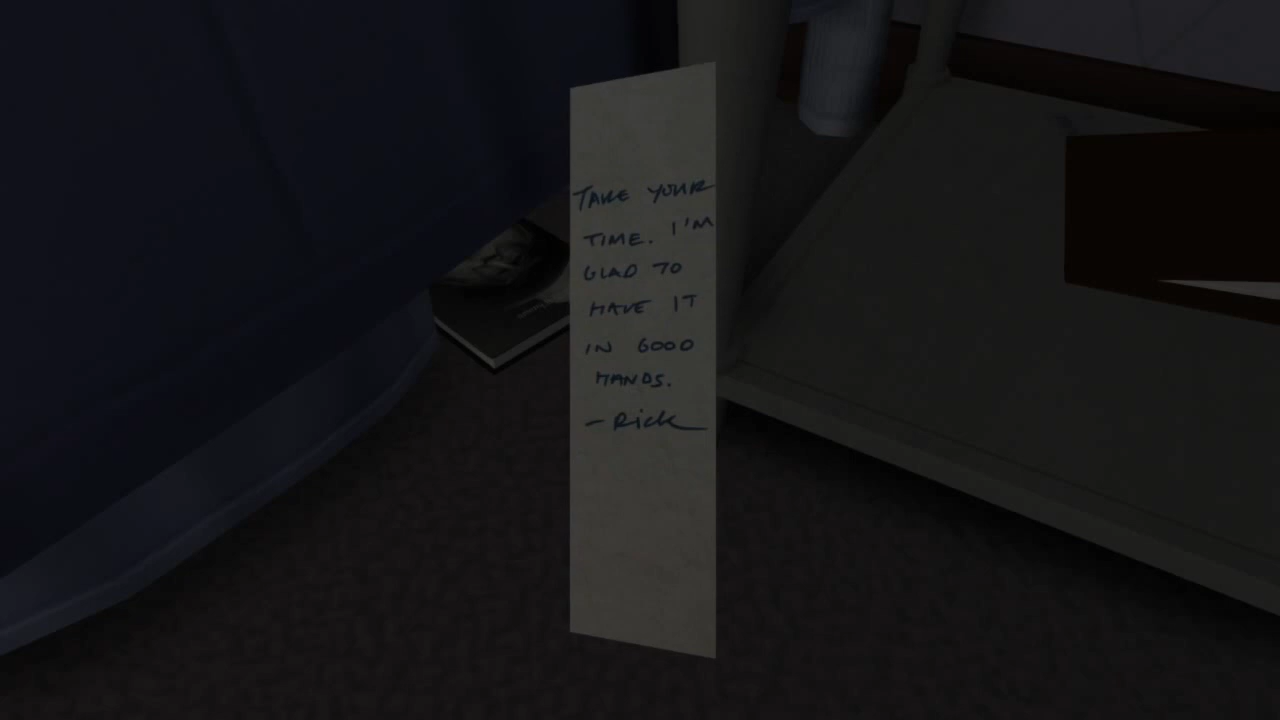 TAKE YOUR
TIME. I'M
GLAD TO
HAVE IT
IN GOOD
HANDS.
- Rick